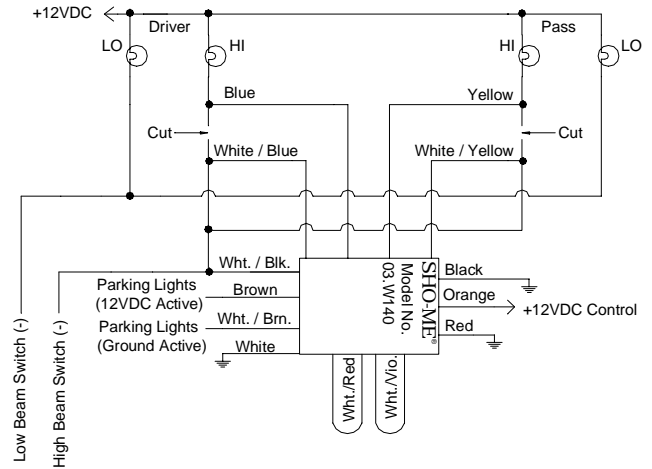 +12VDC
Driver
Pass
LO
HI
HI
LO
Blue
Yellow
Cut
Cut
White / Blue
White / Yellow
Wht. / Blk.
Parking Lights
(12VDC Active)
Brown
Parking Lights
(Ground Active)
Wht. / Brn.
White
SHO-ME®
Model No.
03.W140
Black
Orange
+12VDC Control
Red
Wht./Red
Wht./Vio.
Low Beam Switch (-)
High Beam Switch (-)